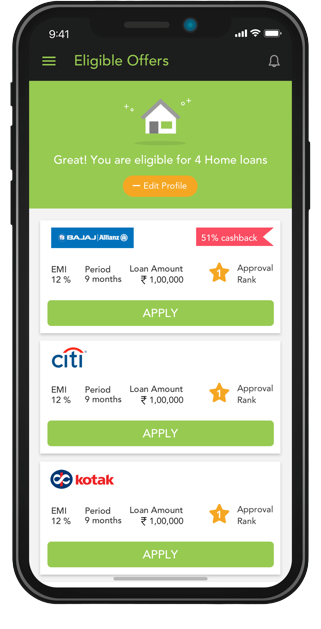 9:41
Eligible Offers
Great! You are eligible for 4 Home loans
Edit Profile
BAJAJ Allianz
51% cashback
EMI Period Loan Amount 1 Approval
12 % 9 months ₹ 1,00,000 Rank
APPLY
citi
EMI Period Loan Amount 1 Approval
12 % 9 months ₹ 1,00,000 Rank
APPLY
kotak
EMI Period Loan Amount 1 Approval
12 % 9 months ₹ 1,00,000 Rank
APPLY